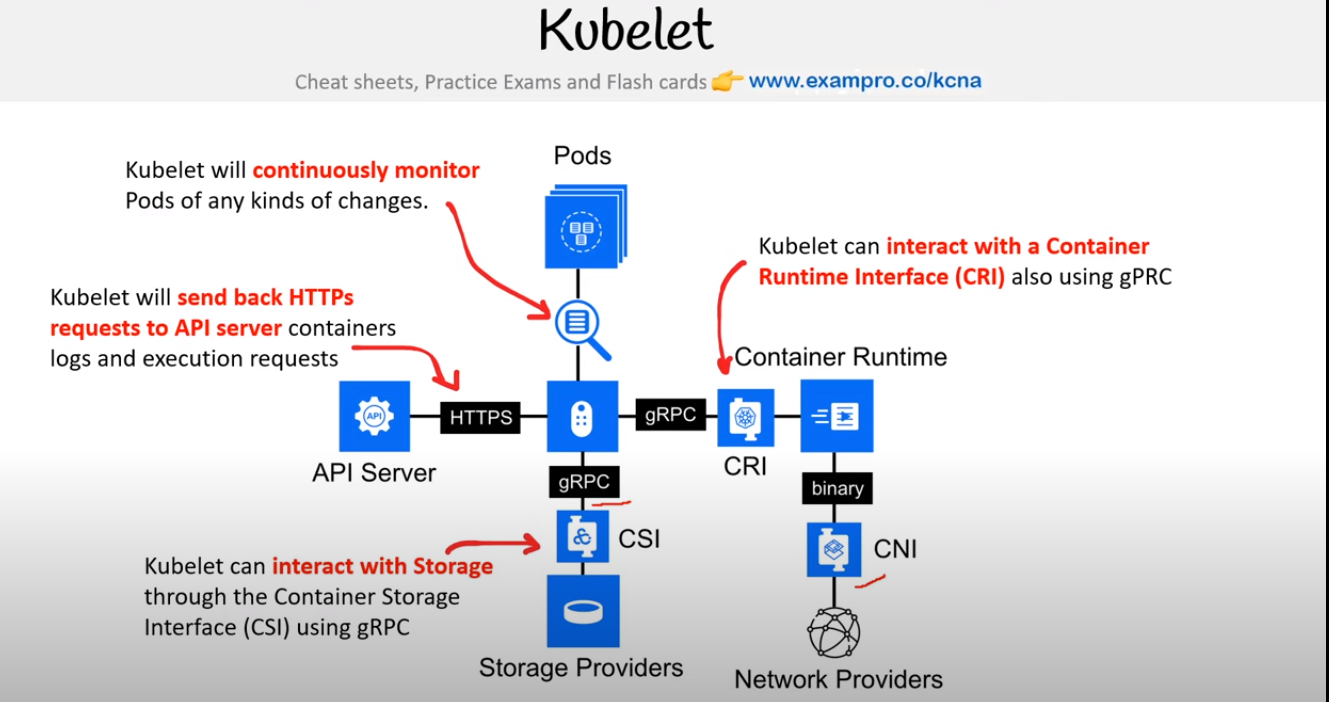 Kubelet
Cheat sheets, Practice Exams and Flash cards 👉 www.exampro.co/kcna
Pods
Kubelet will continuously monitor
Pods of any kinds of changes.
Kubelet can interact with a Container
Runtime Interface (CRI) also using gPRC
Kubelet will send back HTTPs
requests to API server containers
logs and execution requests
Container Runtime
API
HTTPS
gRPC
API Server
CRI
gRPC
binary
CSI
CNI
Kubelet can interact with Storage
through the Container Storage
Interface (CSI) using gRPC
Storage Providers
Network Providers